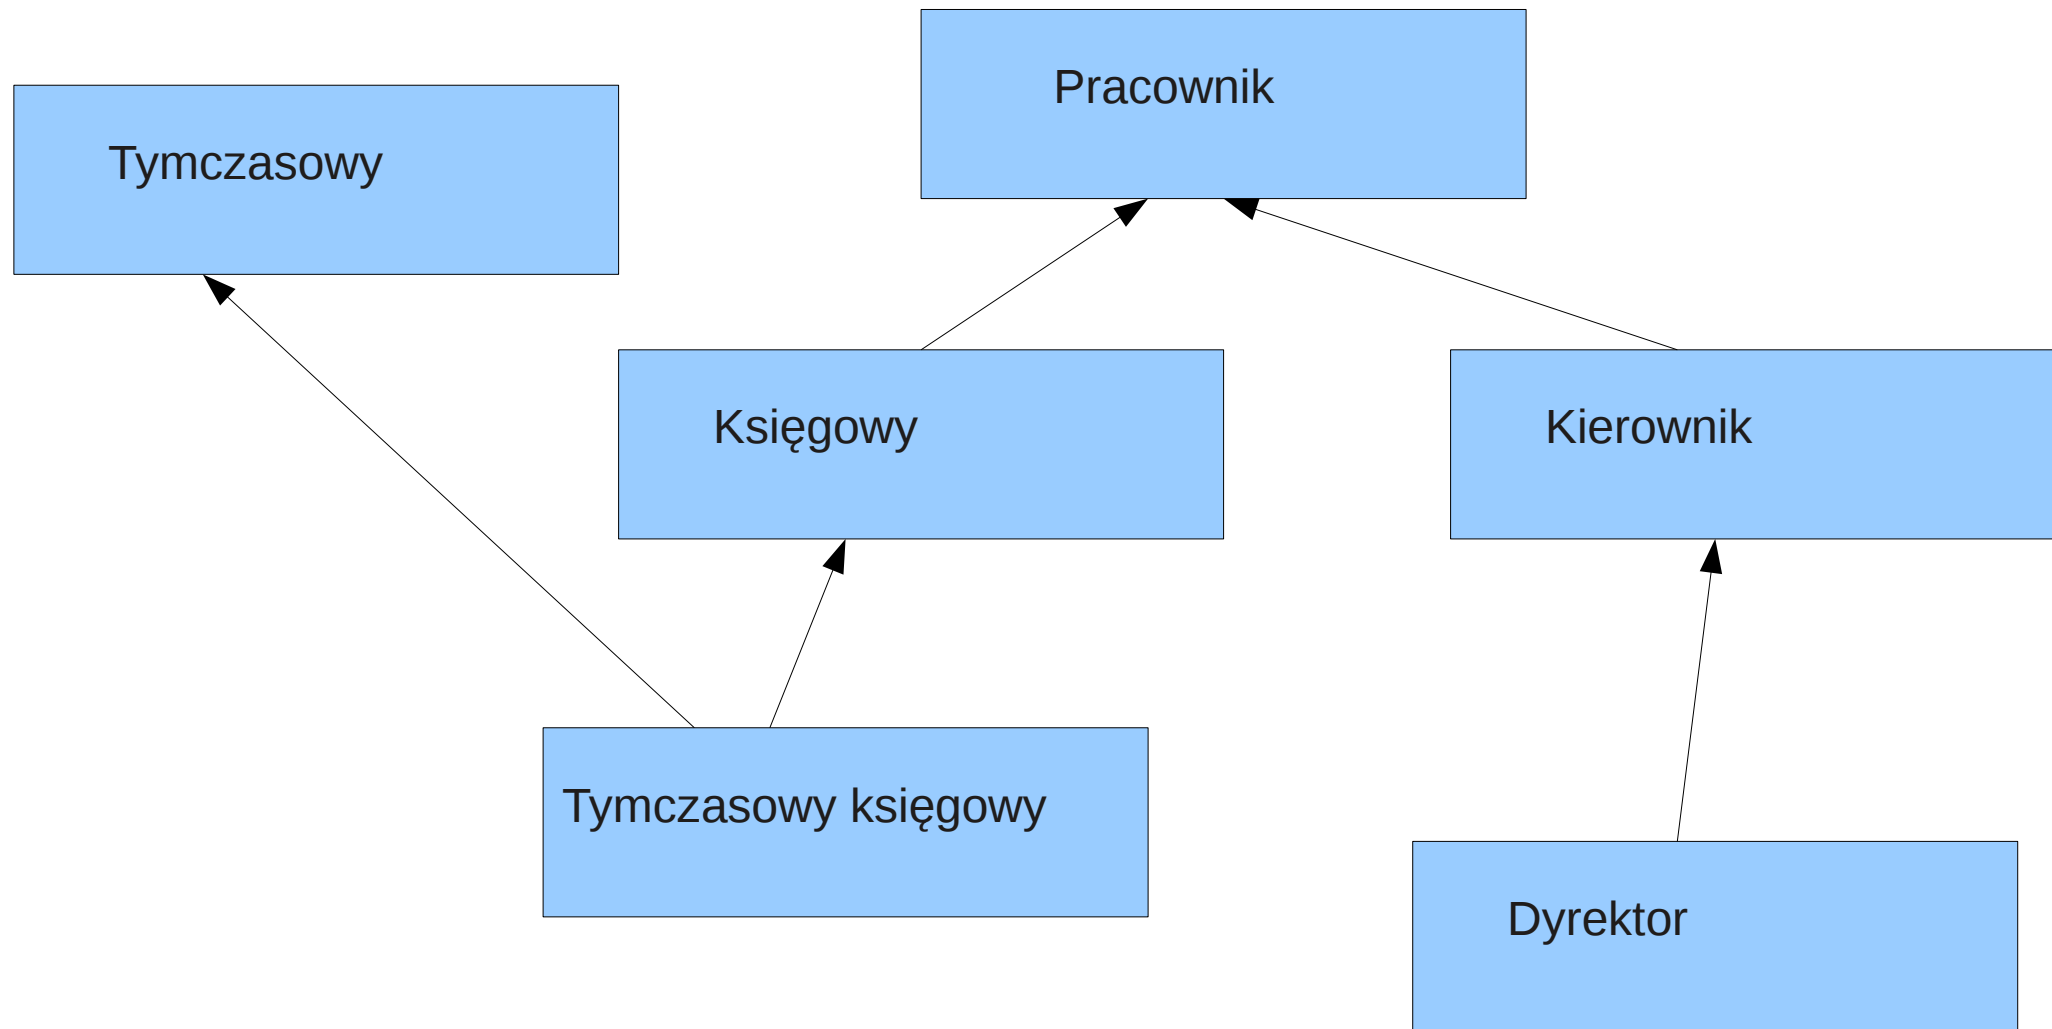 Pracownik
Tymczasowy
Księgowy
Kierownik
Tymczasowy księgowy
Dyrektor